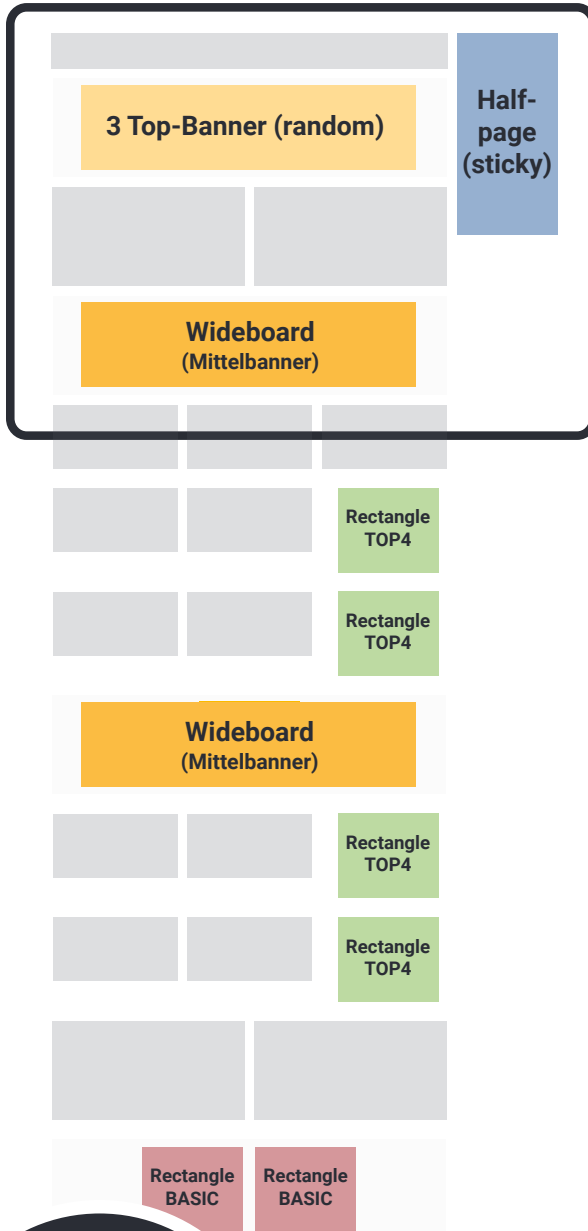 3 Top-Banner (random)
Half-
page
(sticky)
Wideboard
(Mittelbanner)
Rectangle
TOP4
Rectangle
TOP4
Wideboard
(Mittelbanner)
Rectangle
TOP4
Rectangle
TOP4
Rectangle
BASIC
Rectangle
BASIC